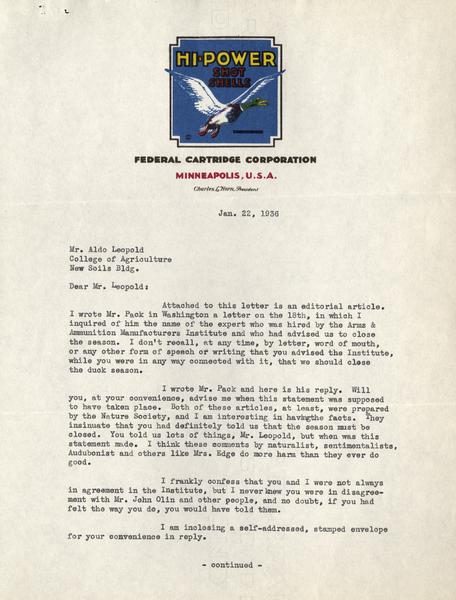 HI-POWER
SHOT
SHELLS
FEDERAL CARTRIDGE CORPORATION
MINNEAPOLIS, U.S.A.
Charles L. Horn, President
Jan. 22, 1936
Mr. Aldo Leopold
College of Agriculture
New Soils Bldg.
Dear Mr. Leopold:
Attached to this letter is an editorial article.
I wrote Mr. Pack in Washington a letter on the 18th, in which I
inquired of him the name of the expert who was hired by the Arms &
Ammunition Manufacturers Institute and who had advised us to close
the season. I don't recall, at any time, by letter, word of mouth,
or any other form of speech or writing that you advised the Institute,
while you were in any way connected with it, that we should close
the duck season.
I wrote Mr. Pack and here is his reply. Will
you, at your convenience, advise me when this statement was supposed
to have taken place. Both of these articles, at least, were prepared
by the Nature Society, and I am interesting in havingthe facts. They
insinuate that you had definitely told us that the season must be
closed. You told us lots of things, Mr. Leopold, but when was this
statement made. I think these comments by naturalist, sentimentalists,
Audubonist and others like Mrs. Edge do more harm than they ever do
good.
I frankly confess that you and I were not always
in agreement in the Institute, but I never knew you were in disagree-
ment with Mr. John Olin and other people, and no doubt, if you had
felt the way you do, you would have told them.
I am inclosing a self-addressed, stamped envelope
for your convenience in reply.
- continued -